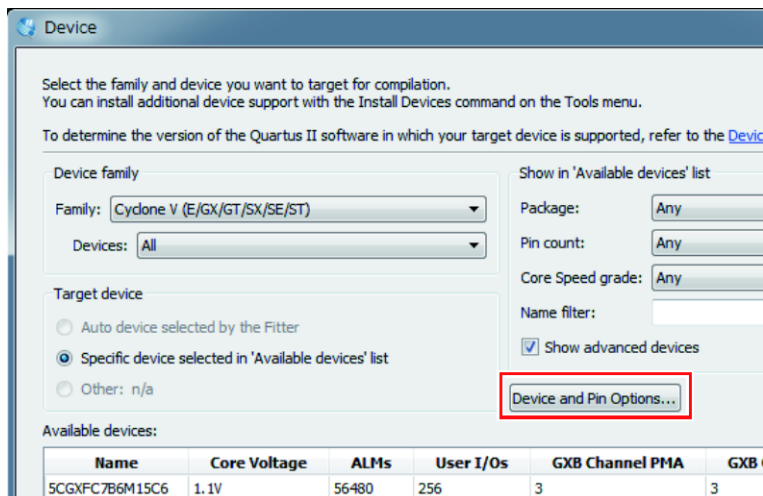 Device
Select the family and device you want to target for compilation.
You can install additional device support with the Install Devices command on the Tools menu.
To determine the version of the Quartus II software in which your target device is supported, refer to the Devic
Device family
Family: Cyclone V (E/GX/GT/SX/SE/ST)
Devices: All
Target device
Auto device selected by the Fitter
Specific device selected in 'Available devices' list
Other: n/a
Show in 'Available devices' list
Package: Any
Pin count: Any
Core Speed grade: Any
Name filter:
Show advanced devices
Device and Pin Options...
Available devices:
Name Core Voltage ALMs User I/Os GXB Channel PMA GXB
5CGXFC7B6M15C6 1.1V 56480 256 3 3